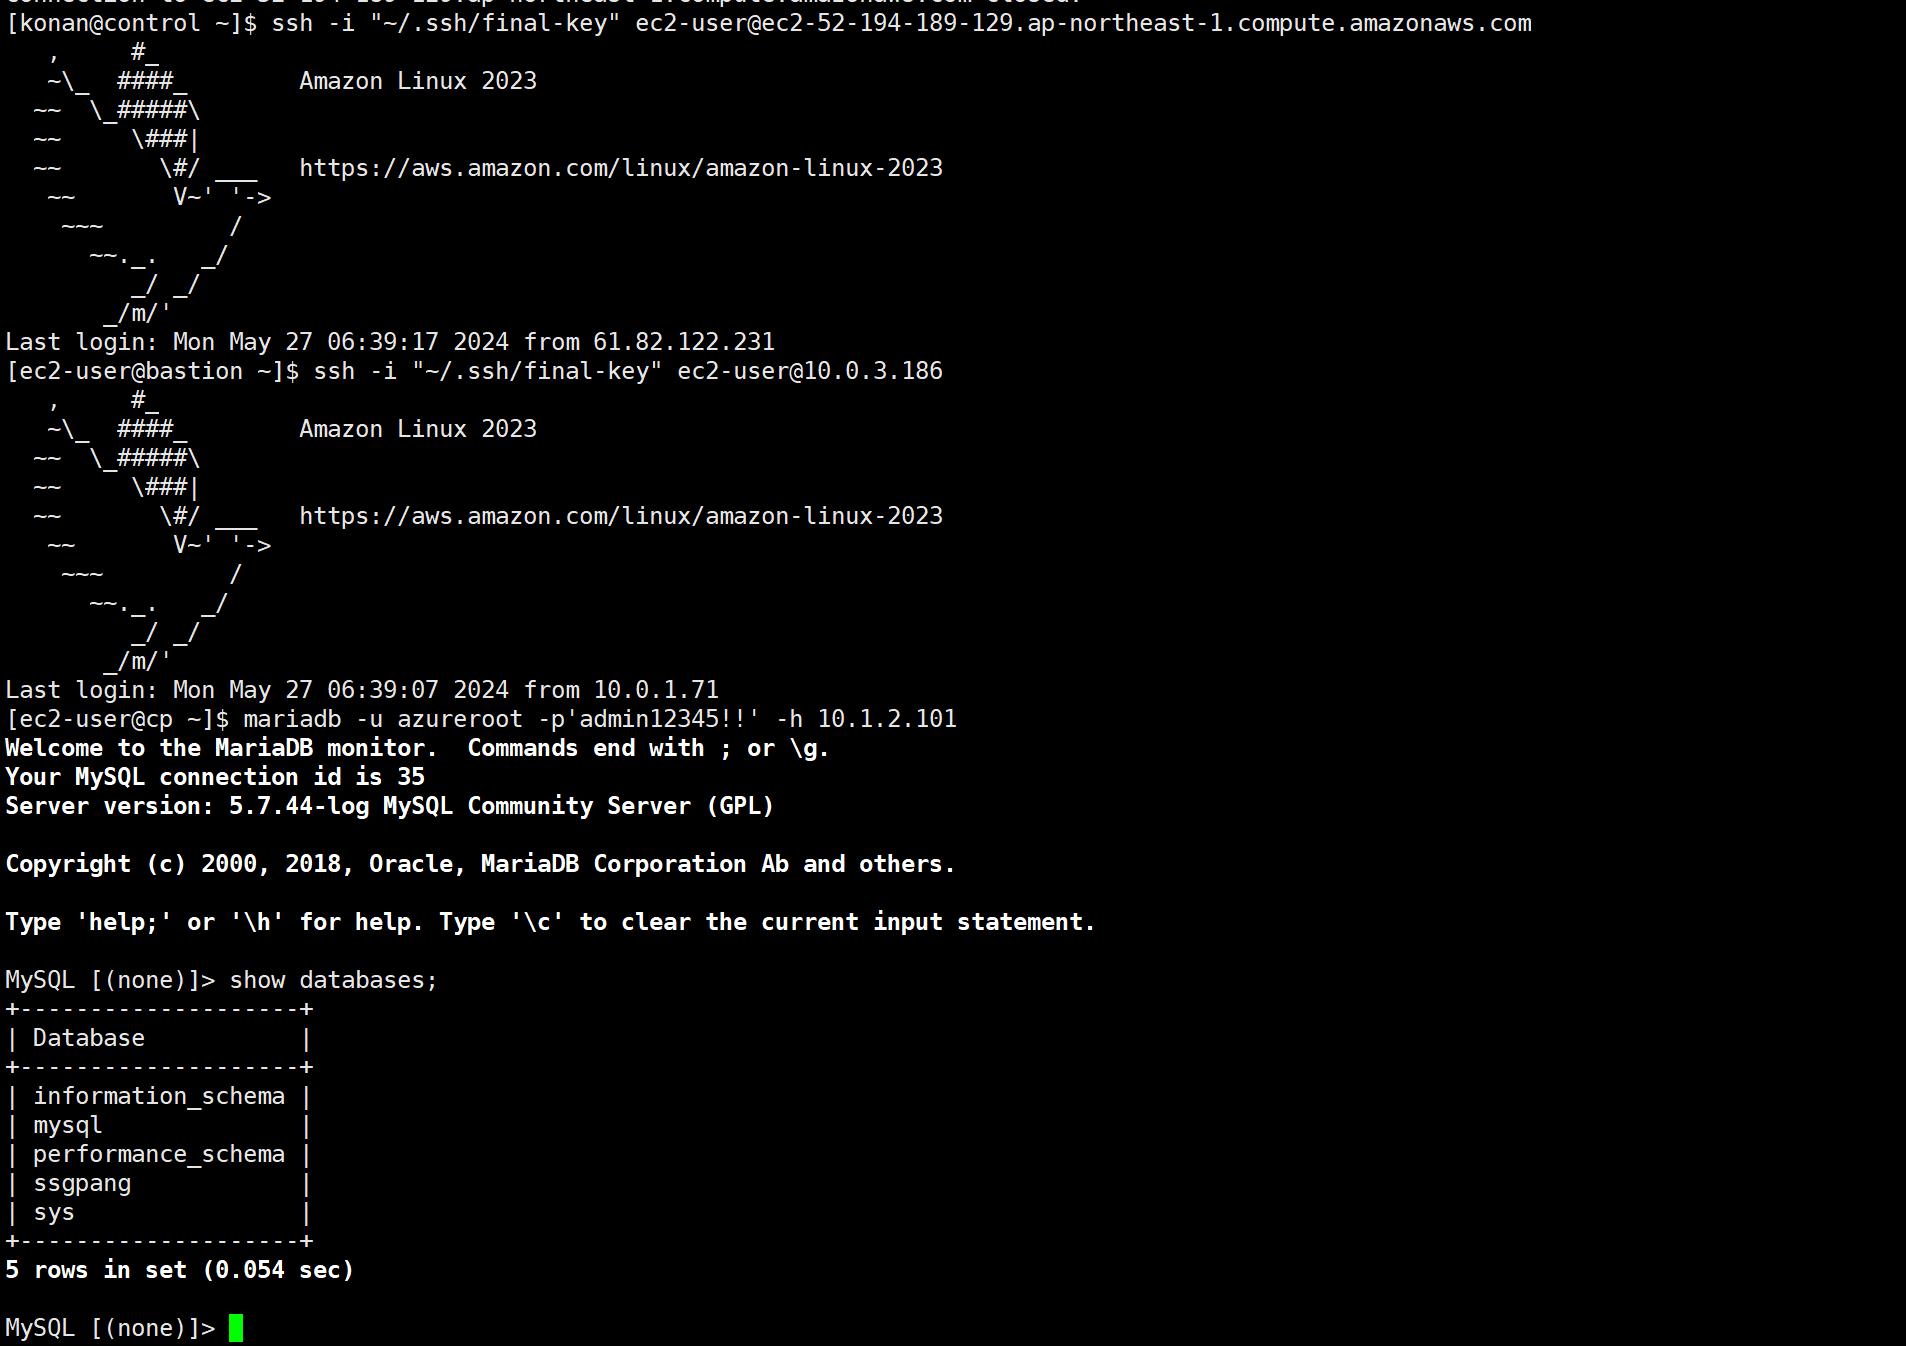 [konan@control ~]$ ssh -i "~/.ssh/final-key" ec2-user@ec2-52-194-189-129.ap-northeast-1.compute.amazonaws.com
   ,     #_
   ~\_  ####_        Amazon Linux 2023
  ~~  \_#####\
  ~~     \###|
  ~~       \#/ ___   https://aws.amazon.com/linux/amazon-linux-2023
   ~~       V~' '->
    ~~~         /
      ~~._.   _/
         _/ _/
       _/m/'
Last login: Mon May 27 06:39:17 2024 from 61.82.122.231
[ec2-user@bastion ~]$ ssh -i "~/.ssh/final-key" ec2-user@10.0.3.186
   ,     #_
   ~\_  ####_        Amazon Linux 2023
  ~~  \_#####\
  ~~     \###|
  ~~       \#/ ___   https://aws.amazon.com/linux/amazon-linux-2023
   ~~       V~' '->
    ~~~         /
      ~~._.   _/
         _/ _/
       _/m/'
Last login: Mon May 27 06:39:07 2024 from 10.0.1.71
[ec2-user@cp ~]$ mariadb -u azureroot -p'admin12345!!' -h 10.1.2.101
Welcome to the MariaDB monitor.  Commands end with ; or \g.
Your MySQL connection id is 35
Server version: 5.7.44-log MySQL Community Server (GPL)
Copyright (c) 2000, 2018, Oracle, MariaDB Corporation Ab and others.
Type 'help;' or '\h' for help. Type '\c' to clear the current input statement.
MySQL [(none)]> show databases;
+--------------------+
| Database           |
+--------------------+
| information_schema |
| mysql              |
| performance_schema |
| ssgpang            |
| sys                |
+--------------------+
5 rows in set (0.054 sec)
MySQL [(none)]>